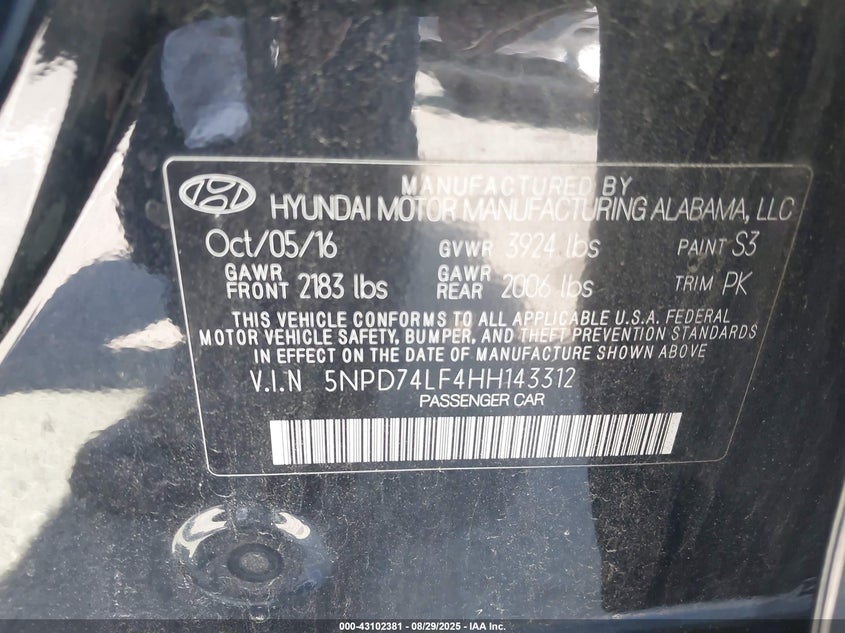 MANUFACTURED BY
HYUNDAI MOTOR MANUFACTURING ALABAMA, LLC
Oct/05/16 GVWR 3924 lbs PAINT S3
GAWR FRONT 2183 lbs GAWR REAR 2006 lbs TRIM PK
THIS VEHICLE CONFORMS TO ALL APPLICABLE U.S.A. FEDERAL
MOTOR VEHICLE SAFETY, BUMPER, AND THEFT PREVENTION STANDARDS
IN EFFECT ON THE DATE OF MANUFACTURE SHOWN ABOVE
V.I.N 5NPD74LF4HH143312
PASSENGER CAR
000-43102381 - 08/29/2025 - IAA Inc.